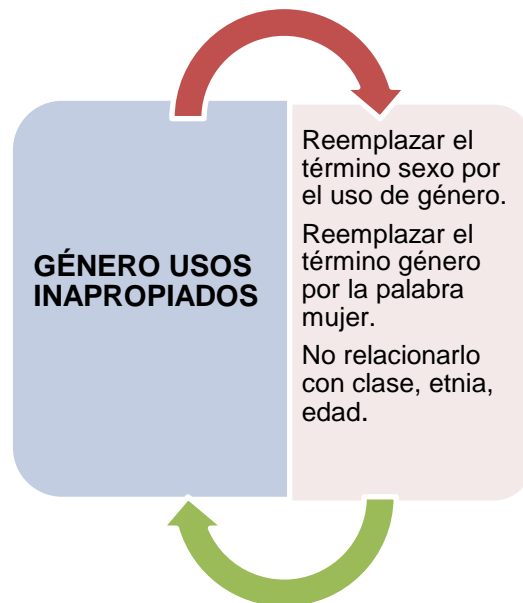 GÉNERO USOS
INAPROPIADOS
Reemplazar el
término sexo por
el uso de género.
Reemplazar el
término género
por la palabra
mujer.
No relacionarlo
con clase, etnia,
edad.